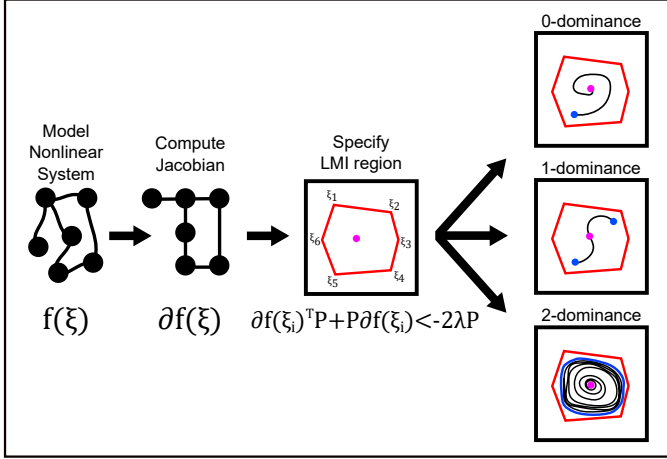 0-dominance
Model
Nonlinear
System
Compute
Jacobian
Specify
LMI region
1-dominance
ξ1
ξ2
ξ6
ξ3
ξ5
ξ4
f(ξ)
∂f(ξ)
∂f(ξᵢ)ᵀP+P∂f(ξᵢ)<-2λP
2-dominance